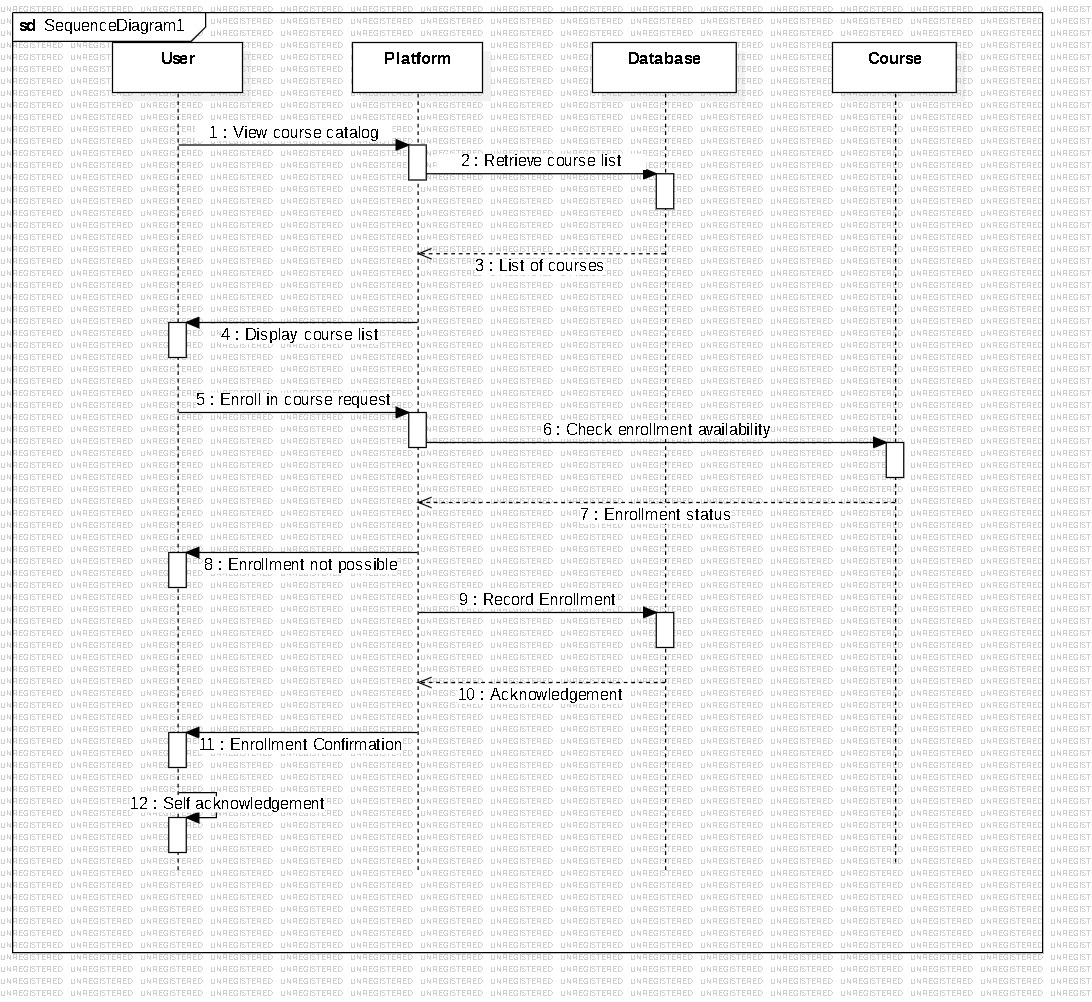 sd SequenceDiagram1
User Platform Database Course
1 : View course catalog
2 : Retrieve course list
3 : List of courses
4 : Display course list
5 : Enroll in course request
6 : Check enrollment availability
7 : Enrollment status
8 : Enrollment not possible
9 : Record Enrollment
10 : Acknowledgement
11 : Enrollment Confirmation
12 : Self acknowledgement
UNREGISTERED